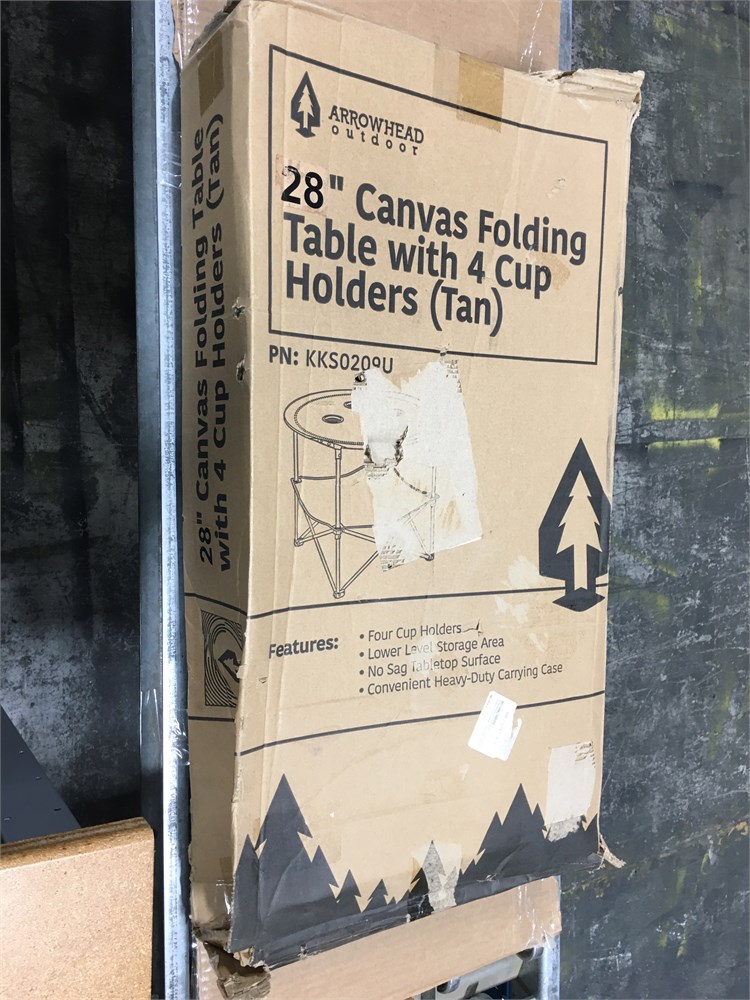 ARROWHEAD
outdoor
28" Canvas Folding
Table with 4 Cup
Holders (Tan)
PN: KKS0209U
Features:
• Four Cup Holders
• Lower Level Storage Area
• No Sag Tabletop Surface
• Convenient Heavy-Duty Carrying Case
28" Canvas Folding Table
with 4 Cup Holders (Tan)